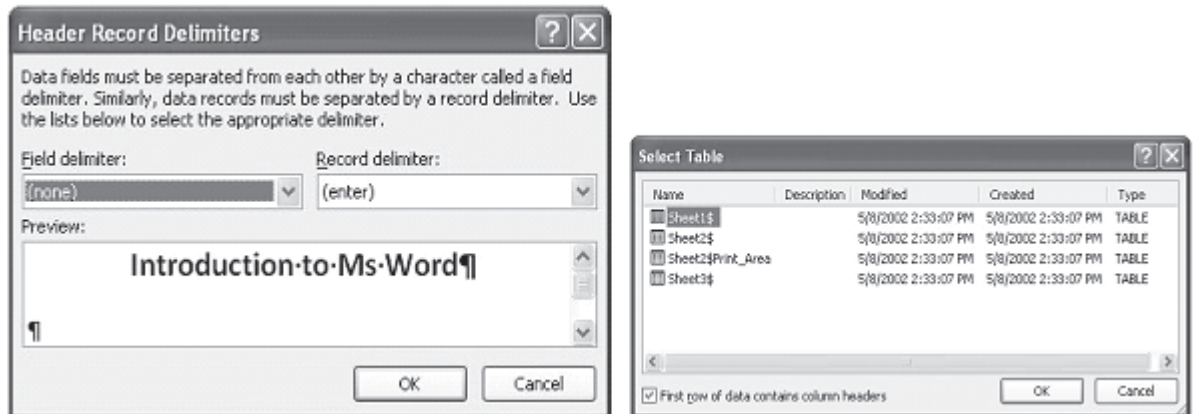 Header Record Delimiters
Data fields must be separated from each other by a character called a field
delimiter. Similarly, data records must be separated by a record delimiter. Use
the lists below to select the appropriate delimiter.
Field delimiter: Record delimiter:
(none) (enter)
Preview:
Introduction·to·Ms·Word¶
¶
OK Cancel
Select Table
Name Description Modified Created Type
Sheet1$ 5/8/2002 2:33:07 PM 5/8/2002 2:33:07 PM TABLE
Sheet2$ 5/8/2002 2:33:07 PM 5/8/2002 2:33:07 PM TABLE
Sheet2$Print_Area 5/8/2002 2:33:07 PM 5/8/2002 2:33:07 PM TABLE
Sheet3$ 5/8/2002 2:33:07 PM 5/8/2002 2:33:07 PM TABLE
First row of data contains column headers OK Cancel